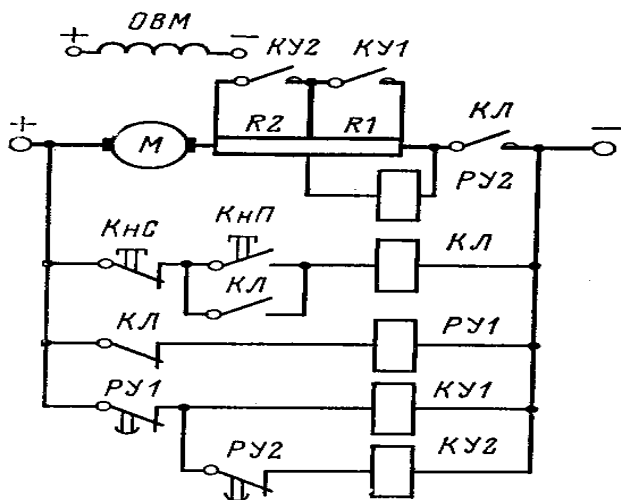 ОВМ
+ −
КУ2 КУ1
+ М R2 R1 КЛ −
РУ2
КнС КнП КЛ
КЛ
КЛ РУ1
РУ1 КУ1
РУ2 КУ2